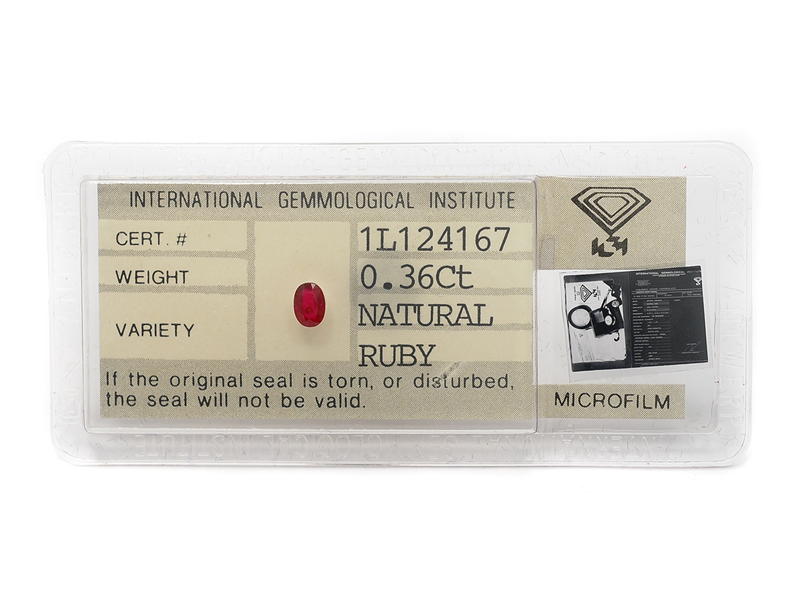 INTERNATIONAL GEMMOLOGICAL INSTITUTE
CERT. # 1L124167
WEIGHT 0.36Ct
VARIETY NATURAL
RUBY
If the original seal is torn, or disturbed,
the seal will not be valid.
MICROFILM